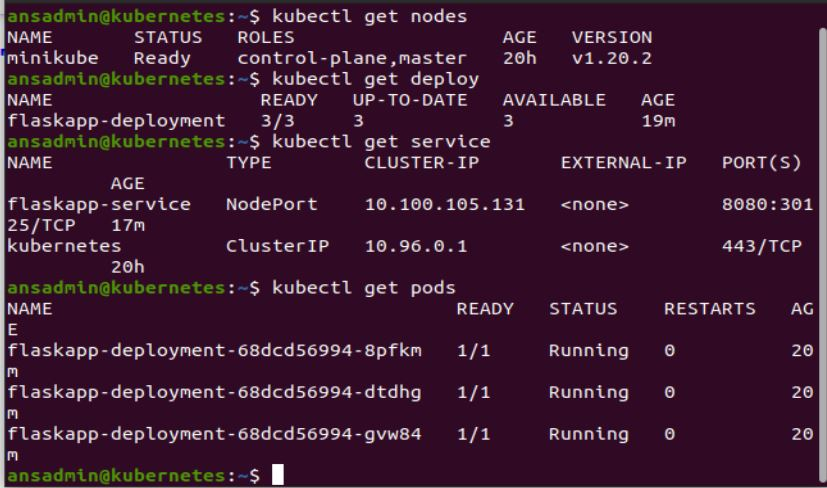 ansadmin@kubernetes:~$ kubectl get nodes
NAME STATUS ROLES AGE VERSION
minikube Ready control-plane,master 20h v1.20.2
ansadmin@kubernetes:~$ kubectl get deploy
NAME READY UP-TO-DATE AVAILABLE AGE
flaskapp-deployment 3/3 3 3 19m
ansadmin@kubernetes:~$ kubectl get service
NAME TYPE CLUSTER-IP EXTERNAL-IP PORT(S)
AGE
flaskapp-service NodePort 10.100.105.131 <none> 8080:301
25/TCP 17m
kubernetes ClusterIP 10.96.0.1 <none> 443/TCP
20h
ansadmin@kubernetes:~$ kubectl get pods
NAME READY STATUS RESTARTS AG
E
flaskapp-deployment-68dcd56994-8pfkm 1/1 Running 0 20
m
flaskapp-deployment-68dcd56994-dtdhg 1/1 Running 0 20
m
flaskapp-deployment-68dcd56994-gvw84 1/1 Running 0 20
m
ansadmin@kubernetes:~$